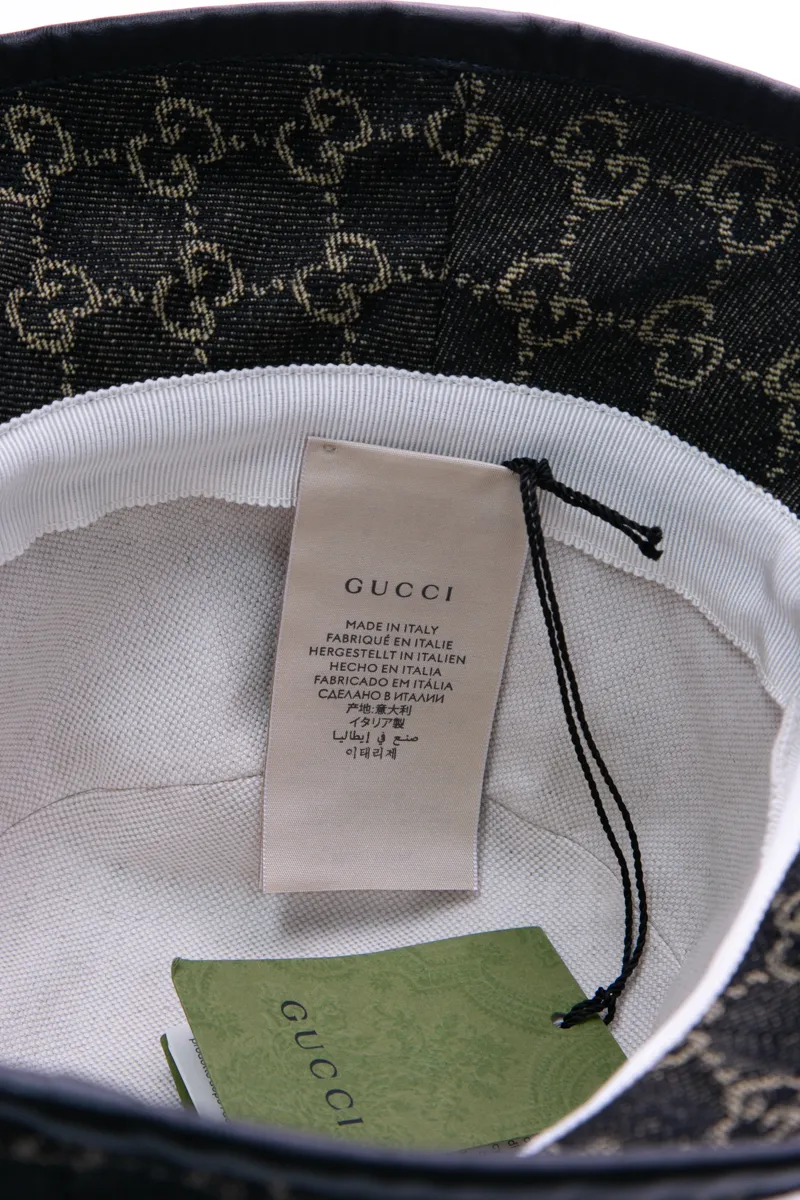 GUCCI
MADE IN ITALY
FABRIQUÉ EN ITALIE
HERGESTELLT IN ITALIEN
HECHO EN ITALIA
FABRICADO EM ITÁLIA
СДЕЛАНО В ИТАЛИИ
产地:意大利
イタリア製
صنع في إيطاليا
이태리제
GUCCI